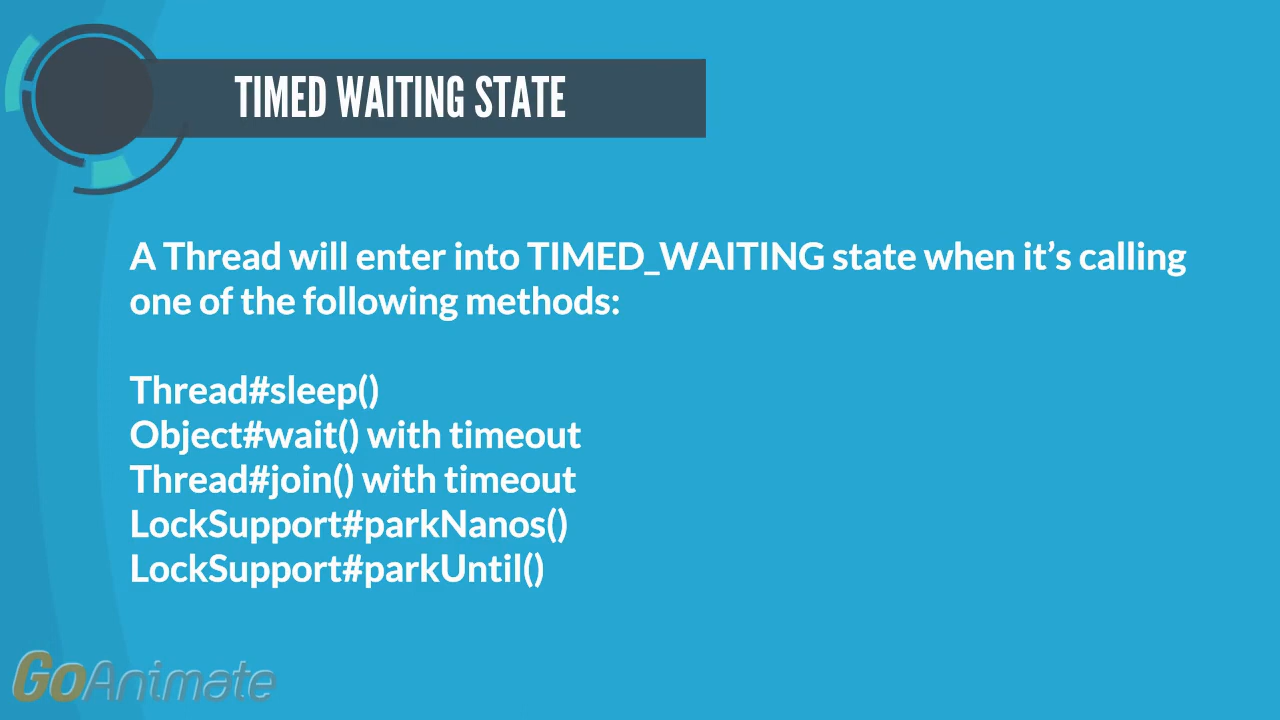 TIMED WAITING STATE
A Thread will enter into TIMED_WAITING state when it’s calling
one of the following methods:
Thread#sleep()
Object#wait() with timeout
Thread#join() with timeout
LockSupport#parkNanos()
LockSupport#parkUntil()
GoAnimate